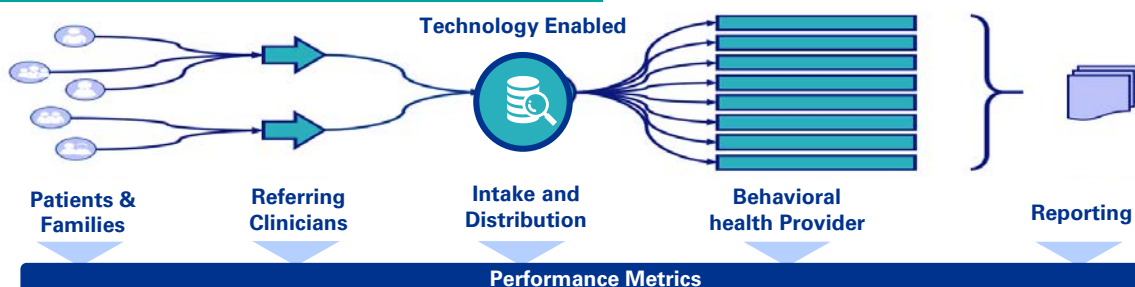 Technology Enabled
Patients &
Families
Referring
Clinicians
Intake and
Distribution
Behavioral
health Provider
Reporting
Performance Metrics